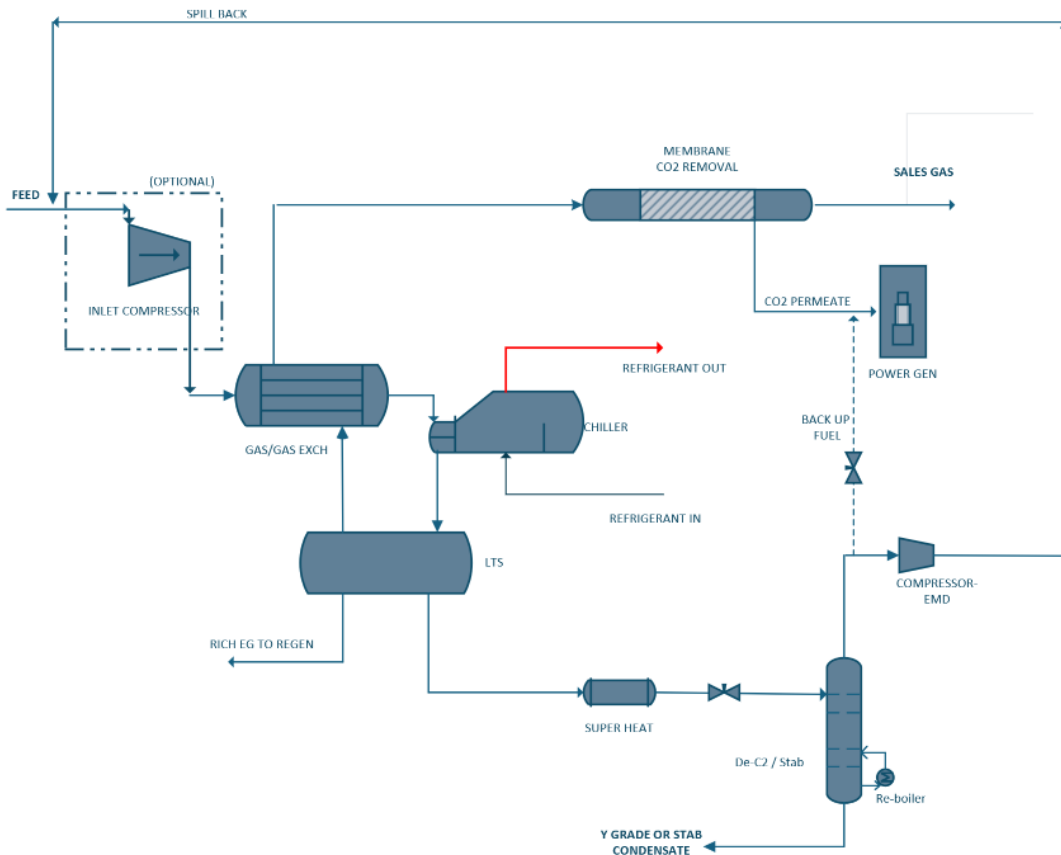 SPILL BACK
MEMBRANE
CO2 REMOVAL
SALES GAS
(OPTIONAL)
FEED
INLET COMPRESSOR
CO2 PERMEATE
POWER GEN
REFRIGERANT OUT
CHILLER
GAS/GAS EXCH
BACK UP
FUEL
REFRIGERANT IN
LTS
COMPRESSOR-
EMD
RICH EG TO REGEN
SUPER HEAT
De-C2 / Stab
M
Re-boiler
Y GRADE OR STAB
CONDENSATE